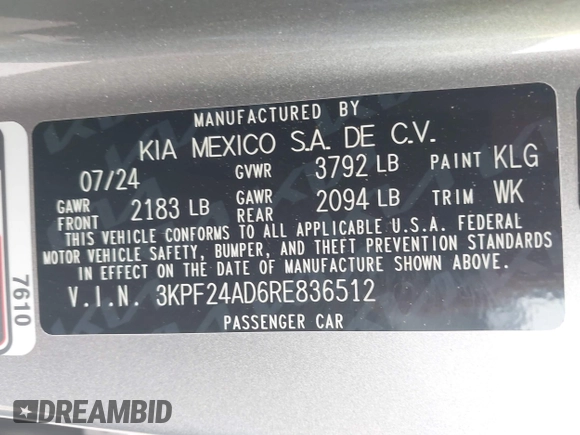 MANUFACTURED BY
KIA MEXICO S.A. DE C.V.
07/24 GVWR 3792 LB PAINT KLG
GAWR FRONT 2183 LB GAWR REAR 2094 LB TRIM WK
THIS VEHICLE CONFORMS TO ALL APPLICABLE U.S.A. FEDERAL
MOTOR VEHICLE SAFETY, BUMPER, AND THEFT PREVENTION STANDARDS
IN EFFECT ON THE DATE OF MANUFACTURE SHOWN ABOVE.
V.I.N. 3KPF24AD6RE836512
PASSENGER CAR
7610
DREAMBID